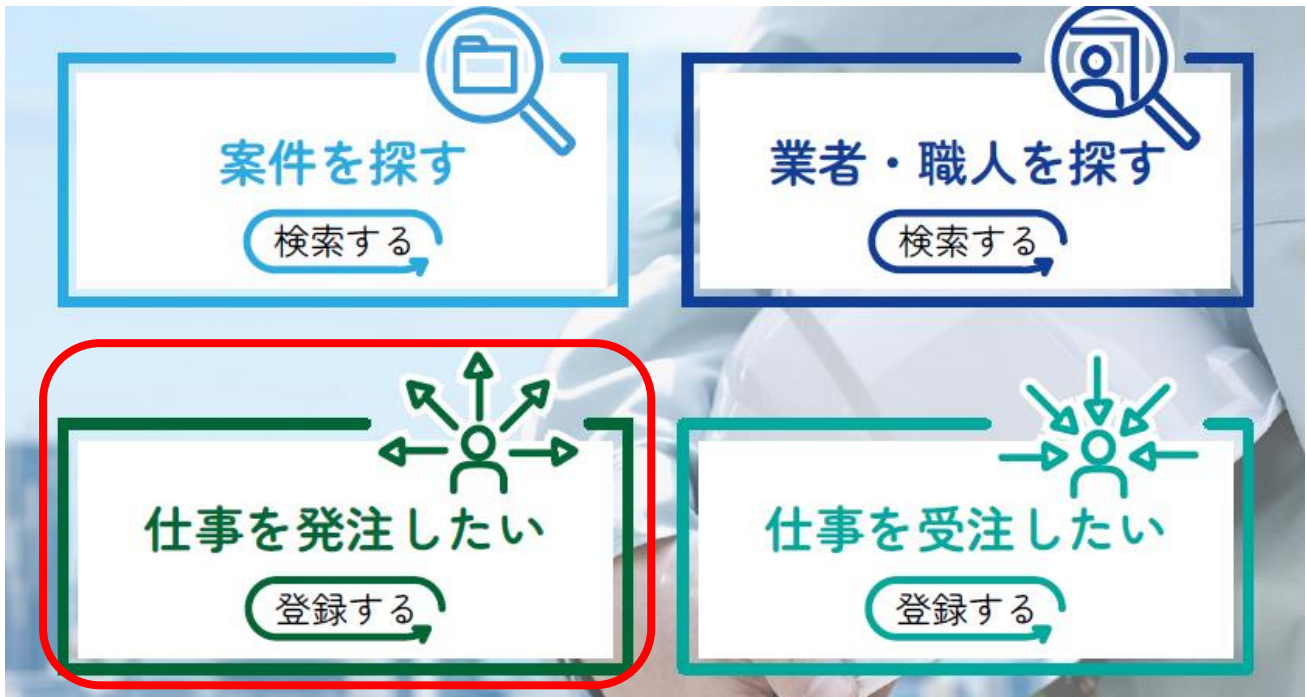 案件を探す
検索する
業者・職人を探す
検索する
仕事を発注したい
登録する
仕事を受注したい
登録する